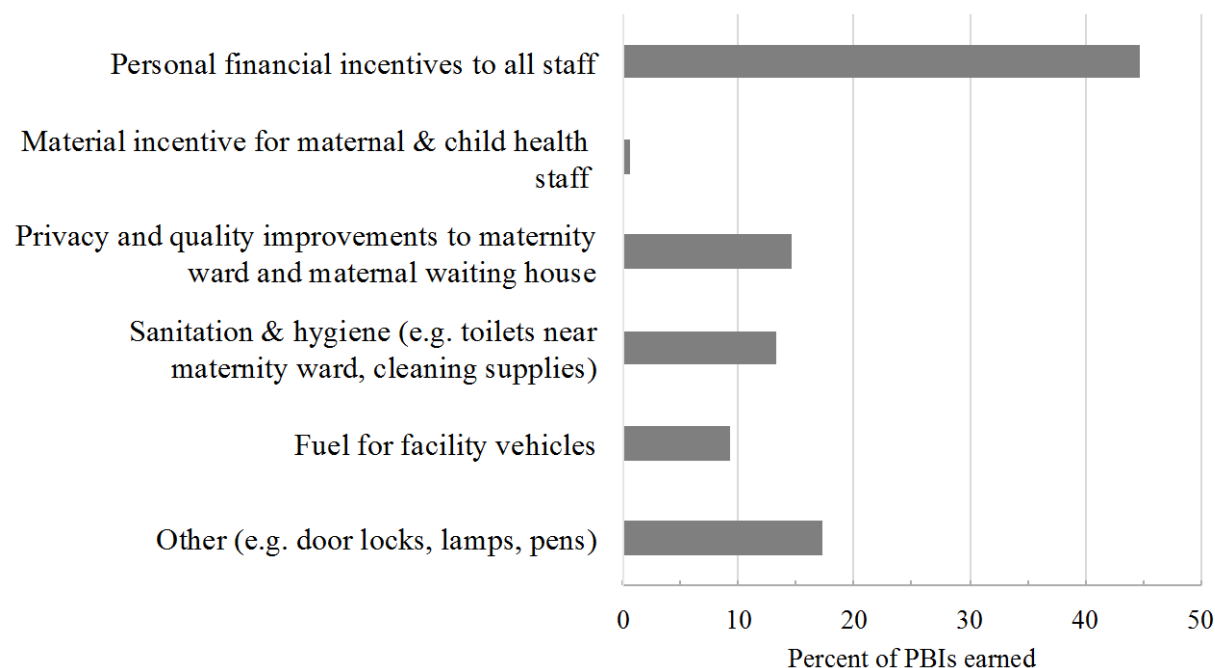 Personal financial incentives to all staff
Material incentive for maternal & child health
staff
Privacy and quality improvements to maternity
ward and maternal waiting house
Sanitation & hygiene (e.g. toilets near
maternity ward, cleaning supplies)
Fuel for facility vehicles
Other (e.g. door locks, lamps, pens)
0 10 20 30 40 50
Percent of PBIs earned